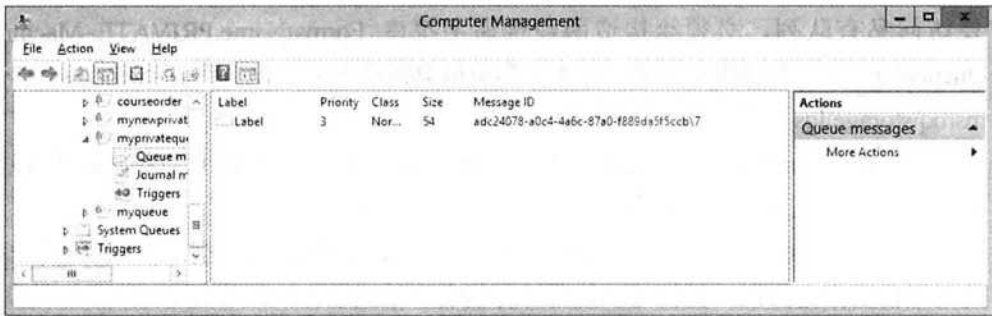 Computer Management
File Action View Help
courseorder
mynewprivat
myprivateque
Queue m
Journal m
Triggers
myqueue
System Queues
Triggers
Label Priority Class Size Message ID
Label 3 Nor... 54 adc24078-a0c4-4a6c-87a0-f889da5f5ccb\7
Actions
Queue messages
More Actions